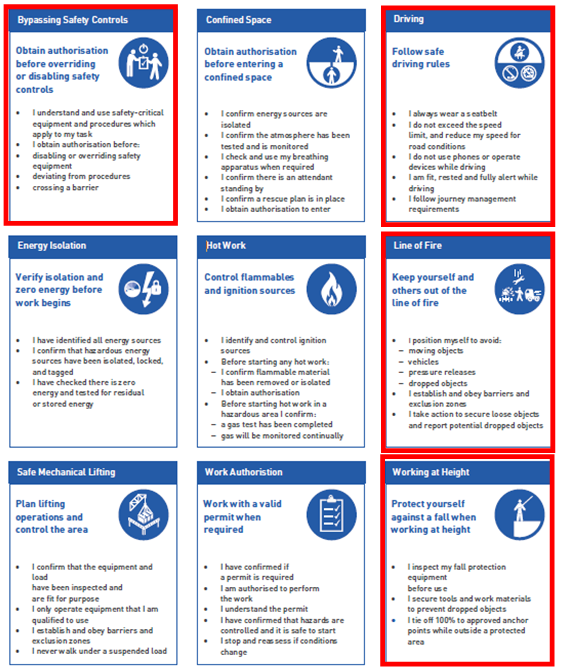 Bypassing Safety Controls
Obtain authorisation
before overriding
or disabling safety
controls
• I understand and use safety-critical
equipment and procedures which
apply to my task
• I obtain authorisation before:
• disabling or overriding safety
equipment
• deviating from procedures
• crossing a barrier
Confined Space
Obtain authorisation
before entering a
confined space
• I confirm energy sources are
isolated
• I confirm the atmosphere has been
tested and is monitored
• I check and use my breathing
apparatus when required
• I confirm there is an attendant
standing by
• I confirm a rescue plan is in place
• I obtain authorisation to enter
Driving
Follow safe
driving rules
• I always wear a seatbelt
• I do not exceed the speed
limit, and reduce my speed for
road conditions
• I do not use phones or operate
devices while driving
• I am fit, rested and fully alert while
driving
• I follow journey management
requirements
Energy Isolation
Verify isolation and
zero energy before
work begins
• I have identified all energy sources
• I confirm that hazardous energy
sources have been isolated, locked,
and tagged
• I have checked there is zero
energy and tested for residual
or stored energy
Hot Work
Control flammables
and ignition sources
• I identify and control ignition
sources
• Before starting any hot work:
– I confirm flammable material
has been removed or isolated
– I obtain authorisation
• Before starting hot work in a
hazardous area I confirm:
– a gas test has been completed
– gas will be monitored continually
Line of Fire
Keep yourself and
others out of the
line of fire
• I position myself to avoid:
– moving objects
– vehicles
– pressure releases
– dropped objects
• I establish and obey barriers and
exclusion zones
• I take action to secure loose objects
and report potential dropped objects
Safe Mechanical Lifting
Plan lifting
operations and
control the area
• I confirm that the equipment and
load
have been inspected and
are fit for purpose
• I only operate equipment that I am
qualified to use
• I establish and obey barriers and
exclusion zones
• I never walk under a suspended load
Work Authoristion
Work with a valid
permit when
required
• I have confirmed if
a permit is required
• I am authorised to perform
the work
• I understand the permit
• I have confirmed that hazards are
controlled and it is safe to start
• I stop and reassess if conditions
change
Working at Height
Protect yourself
against a fall when
working at height
• I inspect my fall protection
equipment
before use
• I secure tools and work materials
to prevent dropped objects
• I tie off 100% to approved anchor
points while outside a protected
area